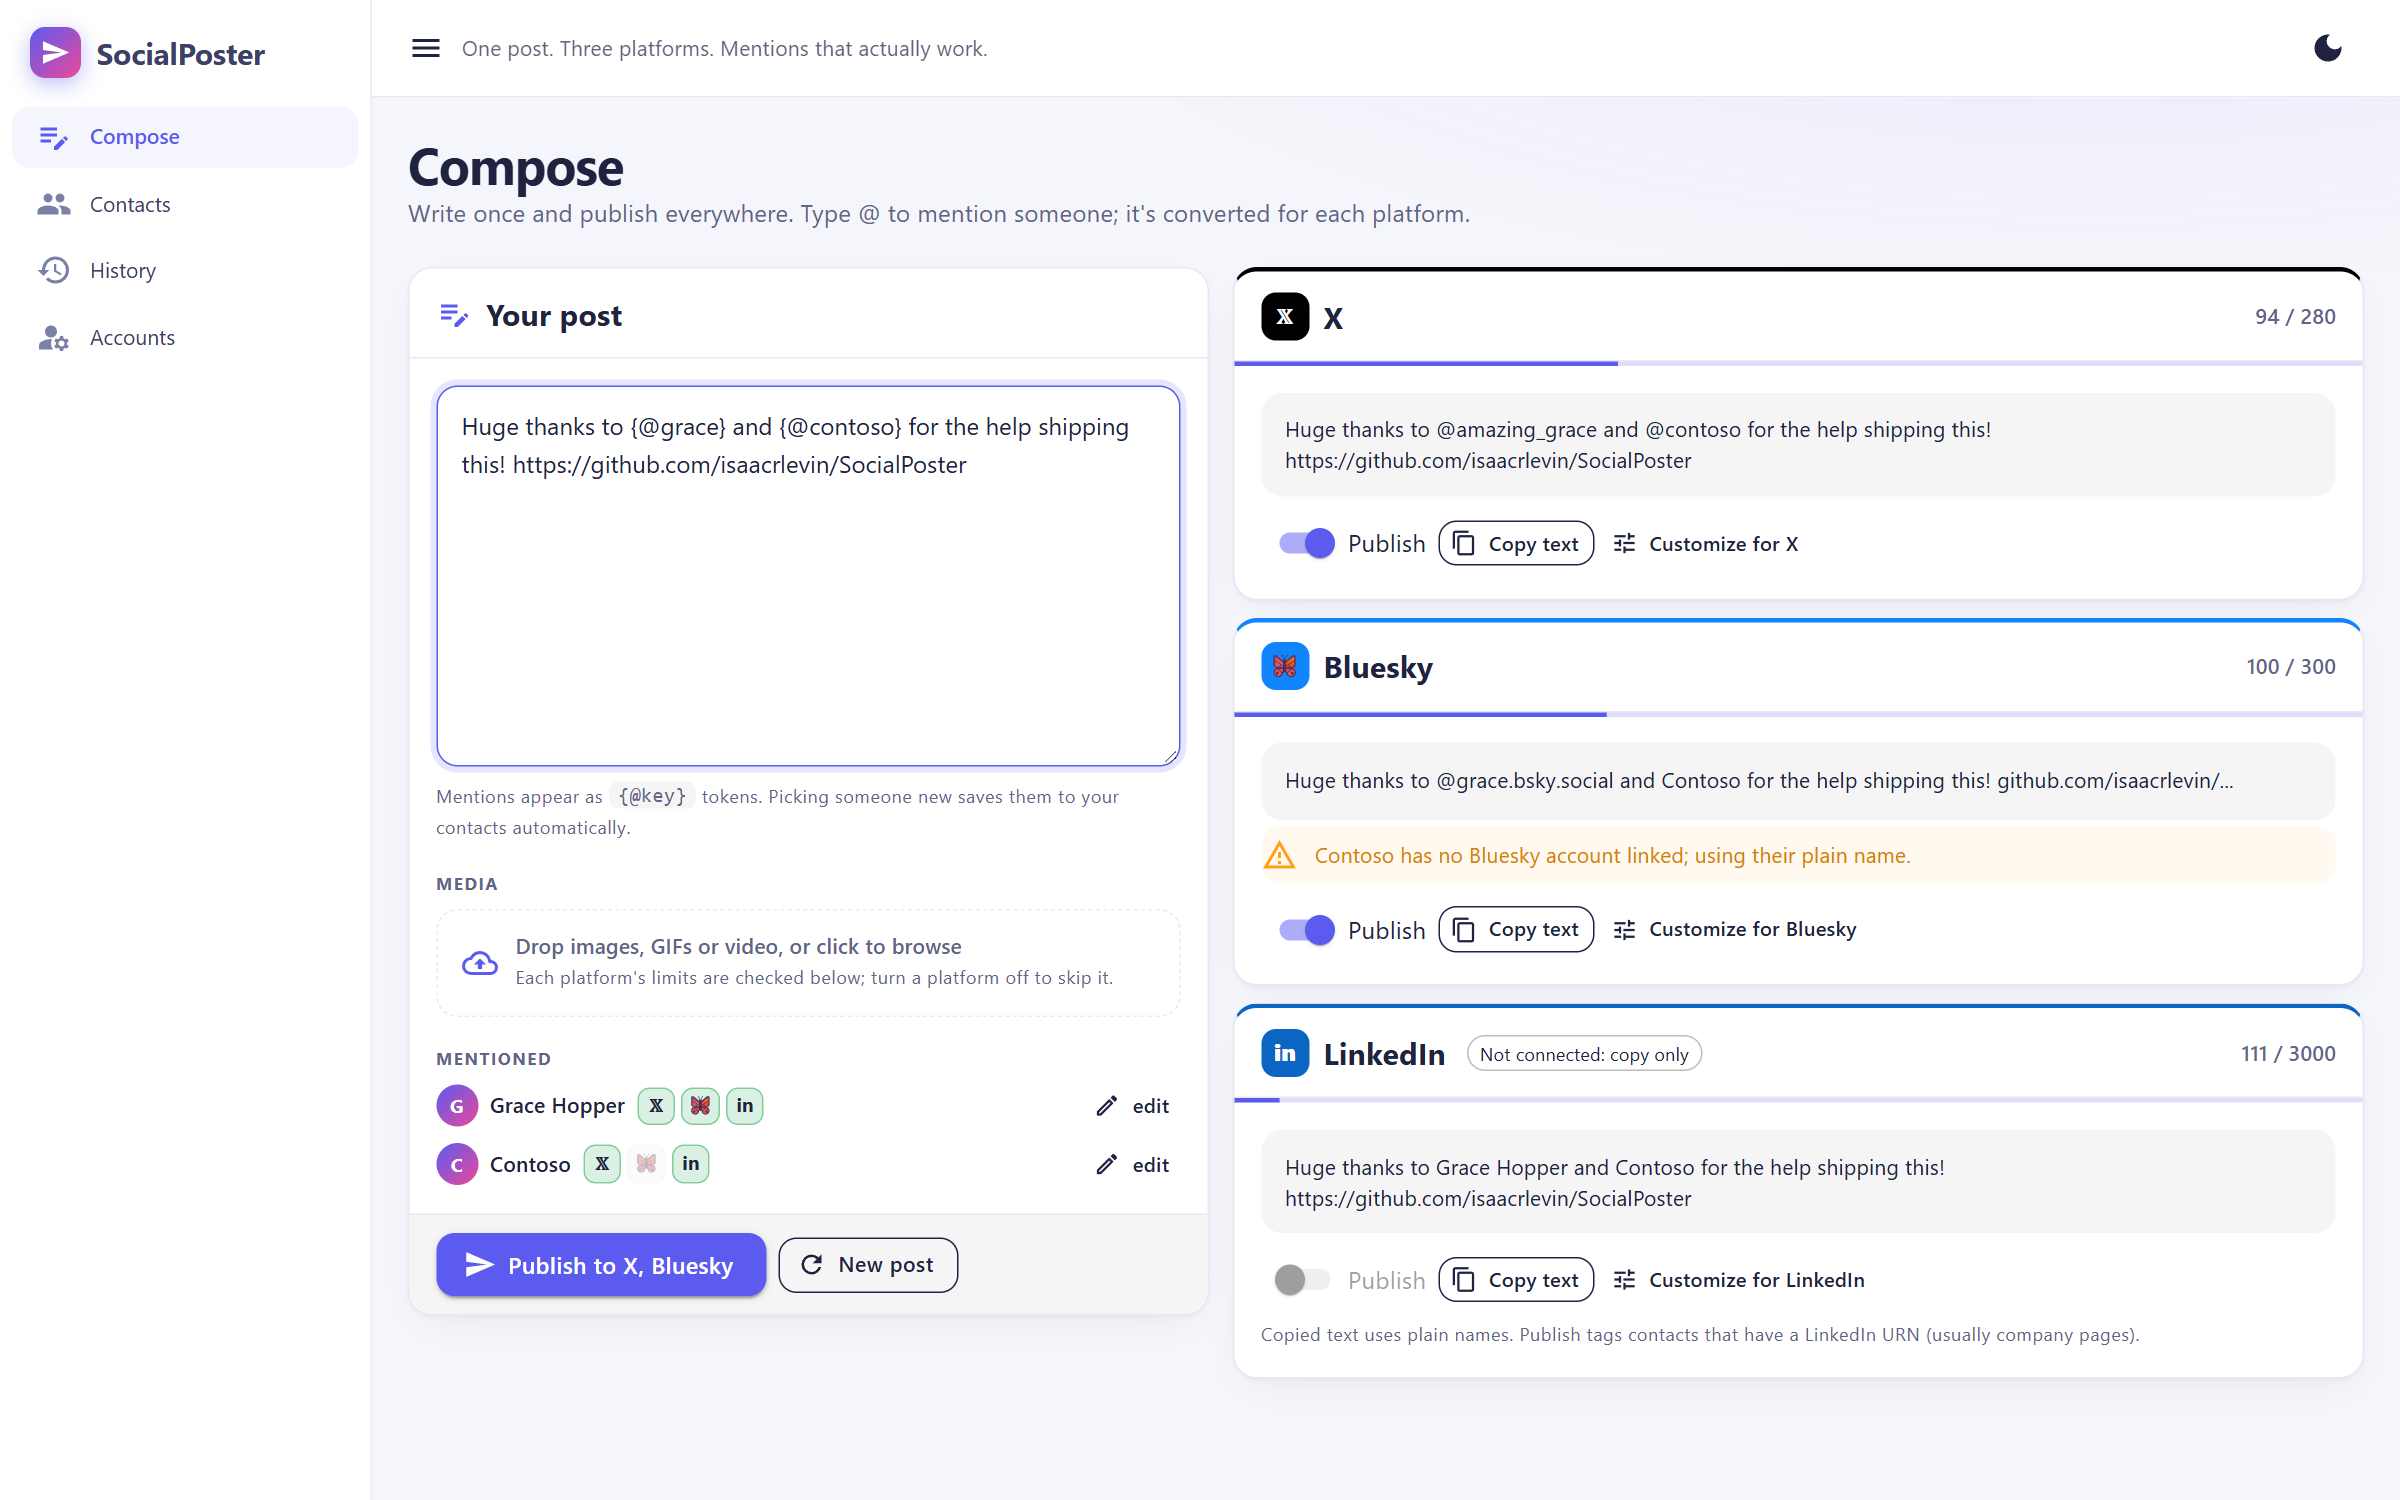 SocialPoster
Compose
Contacts
History
Accounts
One post. Three platforms. Mentions that actually work.
Compose
Write once and publish everywhere. Type @ to mention someone; it's converted for each platform.
Your post
Huge thanks to {@grace} and {@contoso} for the help shipping
this! https://github.com/isaacrlevin/SocialPoster
Mentions appear as {@key} tokens. Picking someone new saves them to your
contacts automatically.
MEDIA
Drop images, GIFs or video, or click to browse
Each platform's limits are checked below; turn a platform off to skip it.
MENTIONED
G Grace Hopper 𝕏 in edit
C Contoso 𝕏 in edit
Publish to X, Bluesky
New post
𝕏 X 94 / 280
Huge thanks to @amazing_grace and @contoso for the help shipping this!
https://github.com/isaacrlevin/SocialPoster
Publish Copy text Customize for X
Bluesky 100 / 300
Huge thanks to @grace.bsky.social and Contoso for the help shipping this! github.com/isaacrlevin/...
Contoso has no Bluesky account linked; using their plain name.
Publish Copy text Customize for Bluesky
in LinkedIn Not connected: copy only 111 / 3000
Huge thanks to Grace Hopper and Contoso for the help shipping this!
https://github.com/isaacrlevin/SocialPoster
Publish Copy text Customize for LinkedIn
Copied text uses plain names. Publish tags contacts that have a LinkedIn URN (usually company pages).